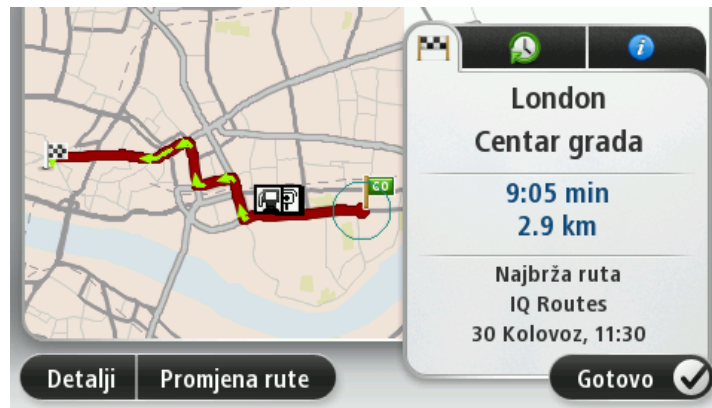 GO
London
Centar grada
9:05 min
2.9 km
Najbrža ruta
IQ Routes
30 Kolovoz, 11:30
Detalji
Promjena rute
Gotovo